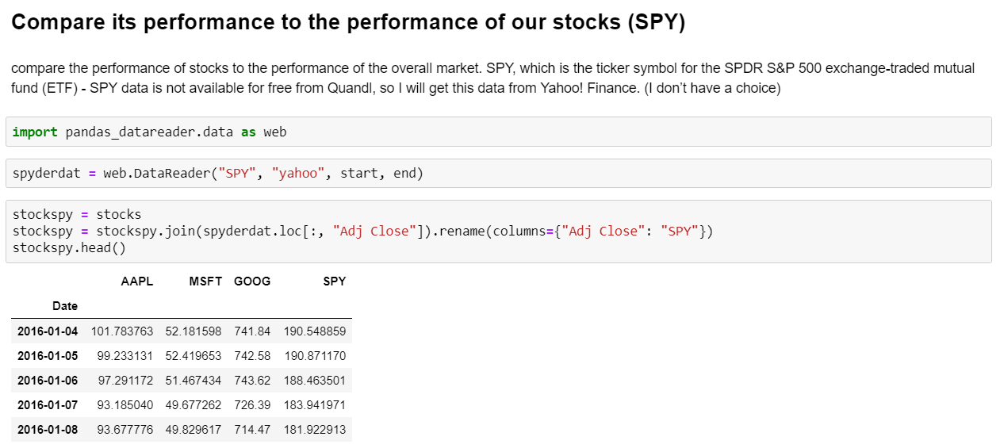 Compare its performance to the performance of our stocks (SPY)
compare the performance of stocks to the performance of the overall market. SPY, which is the ticker symbol for the SPDR S&P 500 exchange-traded mutual
fund (ETF) - SPY data is not available for free from Quandl, so I will get this data from Yahoo! Finance. (I don’t have a choice)
import pandas_datareader.data as web
spyderdat = web.DataReader("SPY", "yahoo", start, end)
stockspy = stocks
stockspy = stockspy.join(spyderdat.loc[:, "Adj Close"]).rename(columns={"Adj Close": "SPY"})
stockspy.head()
AAPL MSFT GOOG SPY
Date
2016-01-04 101.783763 52.181598 741.84 190.548859
2016-01-05 99.233131 52.419653 742.58 190.871170
2016-01-06 97.291172 51.467434 743.62 188.463501
2016-01-07 93.185040 49.677262 726.39 183.941971
2016-01-08 93.677776 49.829617 714.47 181.922913